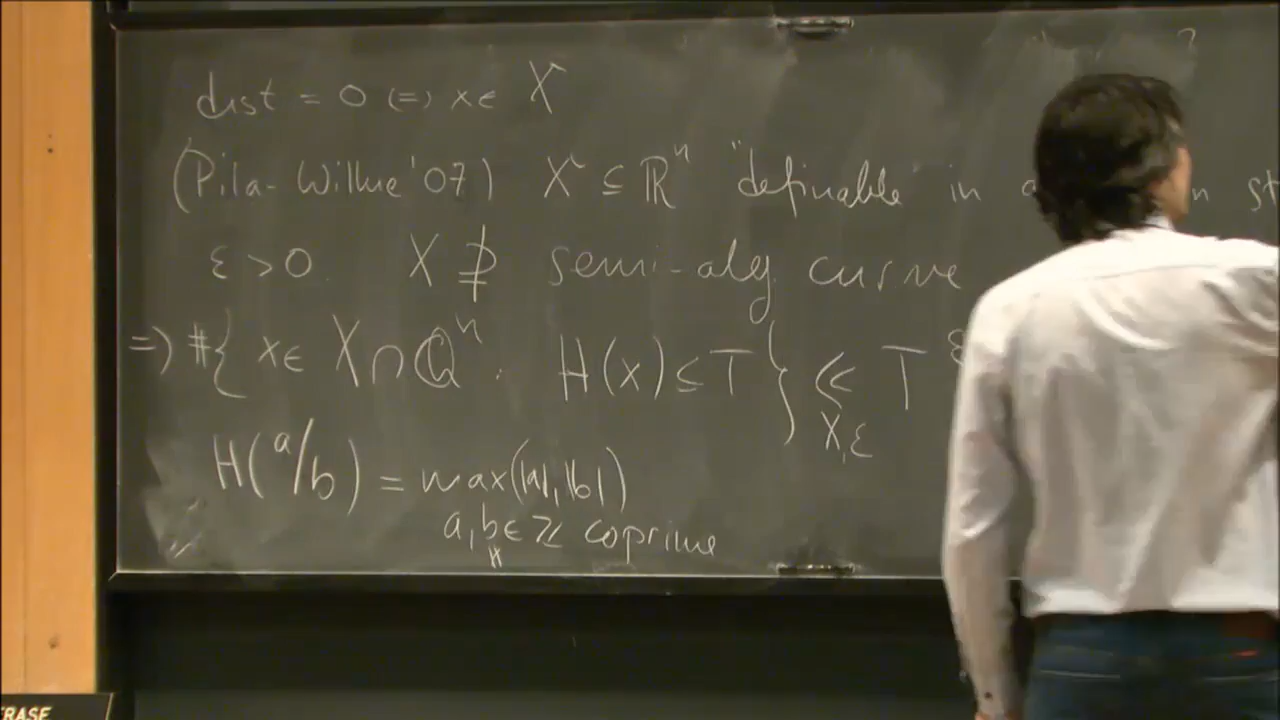 dist = 0 (=) x ∈ X
(Pila-Wilkie '07) X ⊆ ℝⁿ "definable" in
ε > 0. X ⊉ semi-alg curve
=) #{ x ∈ X ∩ ℚⁿ . H(x) ≤ T } ≪ T^ε
X, ε
H(a/b) = max(|a|, |b|)
a, b ∈ ℤ coprime
ERASE